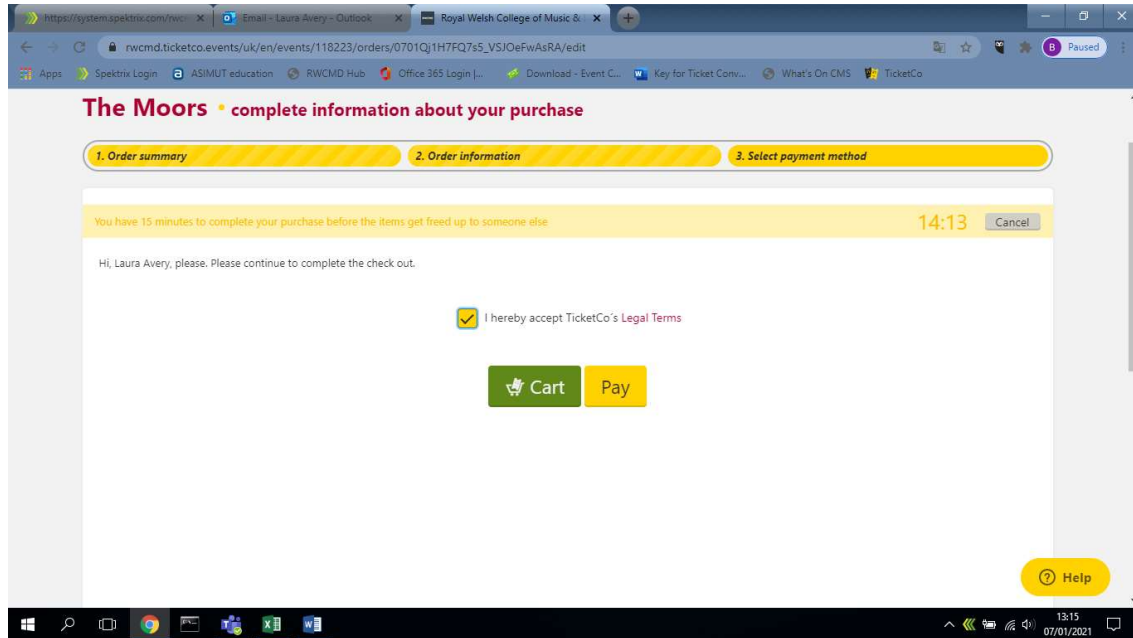 https://system.spektrix.com/rwc
Email - Laura Avery - Outlook
Royal Welsh College of Music &
rwcmd.ticketco.events/uk/en/events/118223/orders/0701Qj1H7FQ7s5_VSJOeFwAsRA/edit
B Paused
Apps
Spektrix Login
a ASIMUT education
RWCMD Hub
Office 365 Login |...
Download - Event C...
Key for Ticket Conv...
What's On CMS
TicketCo
The Moors • complete information about your purchase
1. Order summary
2. Order information
3. Select payment method
You have 15 minutes to complete your purchase before the items get freed up to someone else
14:13
Cancel
Hi, Laura Avery, please. Please continue to complete the check out.
I hereby accept TicketCo´s Legal Terms
Cart
Pay
? Help
13:15
07/01/2021